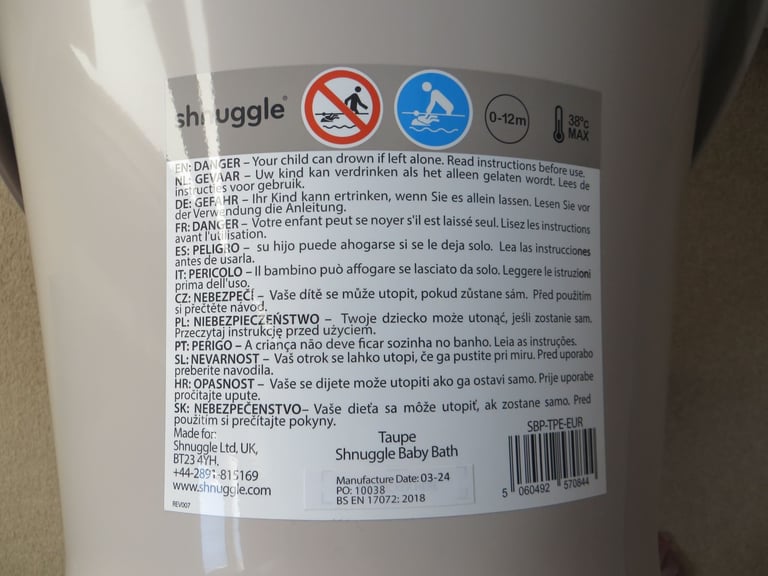 shnuggle®
0-12m
38°C
MAX
EN: DANGER – Your child can drown if left alone. Read instructions before use.
NL: GEVAAR – Uw kind kan verdrinken als het alleen gelaten wordt. Lees de
instructies voor gebruik.
DE: GEFAHR – Ihr Kind kann ertrinken, wenn Sie es allein lassen. Lesen Sie vor
der Verwendung die Anleitung.
FR: DANGER – Votre enfant peut se noyer s'il est laissé seul. Lisez les instructions
avant l'utilisation.
ES: PELIGRO – su hijo puede ahogarse si se le deja solo. Lea las instrucciones
antes de usarla.
IT: PERICOLO – Il bambino può affogare se lasciato da solo. Leggere le istruzioni
prima dell'uso.
CZ: NEBEZPEČÍ – Vaše dítě se může utopit, pokud zůstane sám. Před použitím
si přečtěte návod.
PL: NIEBEZPIECZEŃSTWO – Twoje dziecko może utonąć, jeśli zostanie sam.
Przeczytaj instrukcję przed użyciem.
PT: PERIGO – A criança não deve ficar sozinha no banho. Leia as instruções.
SL: NEVARNOST – Vaš otrok se lahko utopi, če ga pustite pri miru. Pred uporabo
preberite navodila.
HR: OPASNOST – Vaše se dijete može utopiti ako ga ostavi samo. Prije uporabe
pročitajte upute.
SK: NEBEZPEČENSTVO– Vaše dieťa sa môže utopiť, ak zostane samo. Pred
použitím si prečítajte pokyny.
Made for:
Shnuggle Ltd, UK,
BT23 4YH.
+44-2891-815169
www.shnuggle.com
REV007
Taupe
Shnuggle Baby Bath
Manufacture Date: 03-24
PO: 10038
BS EN 17072: 2018
SBP-TPE-EUR
5 060492 570844